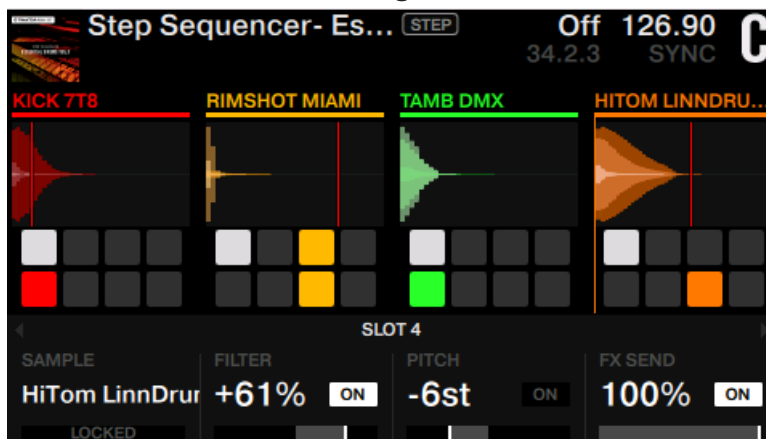 Step Sequencer- Es... STEP Off 126.90 C
34.2.3 SYNC
KICK 7T8 RIMSHOT MIAMI TAMB DMX HITOM LINNDRU...
SLOT 4
SAMPLE FILTER PITCH FX SEND
HiTom LinnDrur +61% ON -6st ON 100% ON
LOCKED